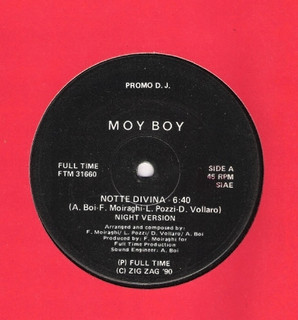 PROMO D. J.
MOY BOY
FULL TIME
FTM 31660
SIDE A
45 RPM
SIAE
NOTTE DIVINA - 6:40
(A. Boi-F. Moiraghi-L. Pozzi-D. Vollaro)
NIGHT VERSION
Arranged and composed by:
F. Moiraghi/ L. Pozzi/ D. Vollaro/ A. Boi
Produced by: F. Moiraghi for
Full Time Production
Sound Engineer: A. Boi
(P) FULL TIME
(C) ZIG ZAG '90